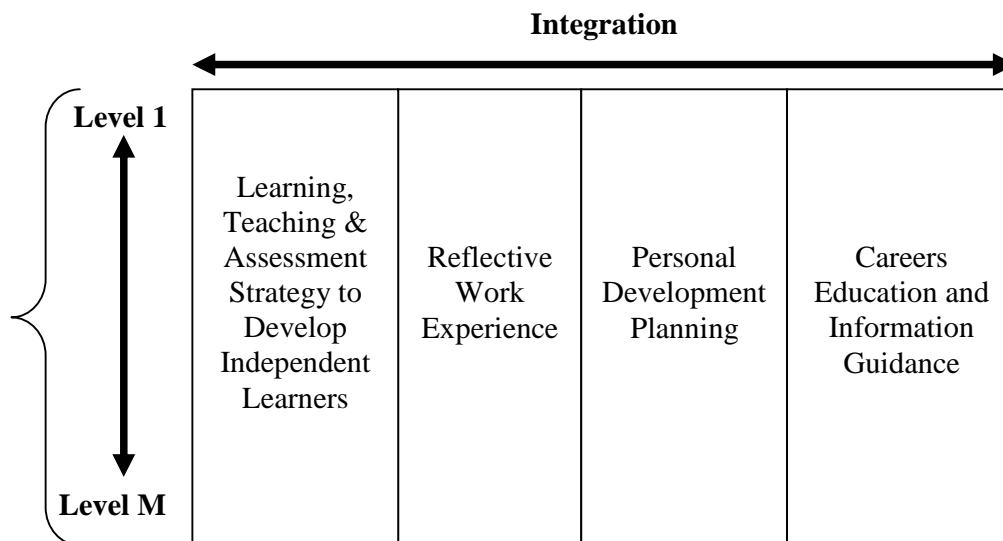 Integration
Level 1
Learning,
Teaching &
Assessment
Strategy to
Develop
Independent
Learners
Reflective
Work
Experience
Personal
Development
Planning
Careers
Education and
Information
Guidance
Level M